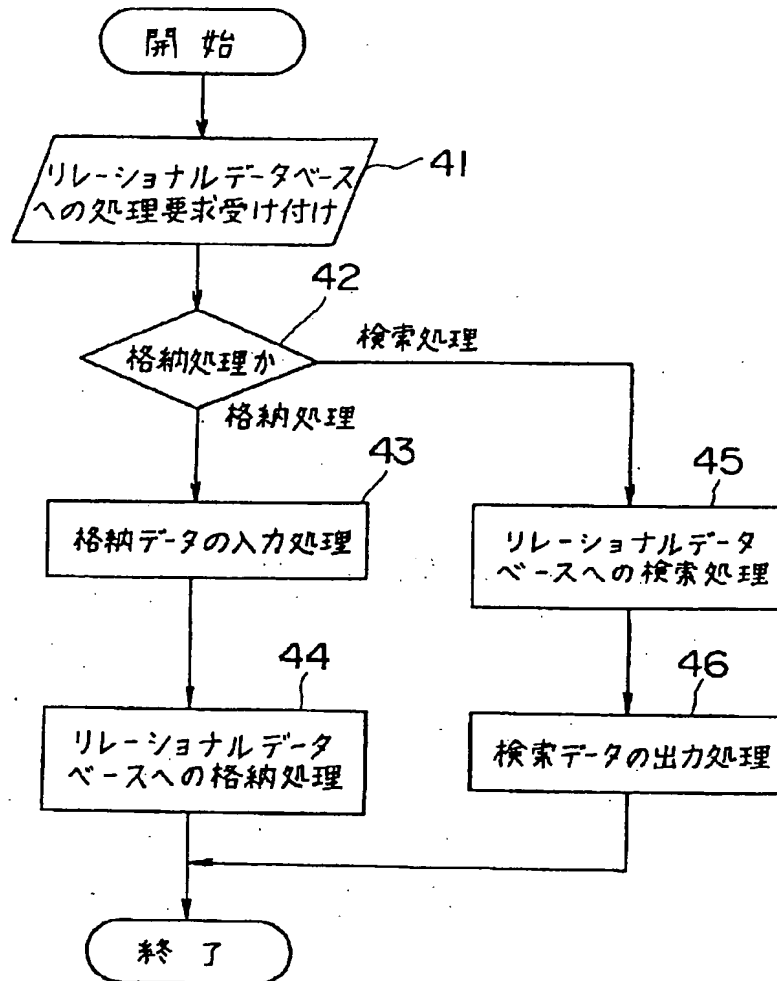 開始
リレーショナルデータベース
への処理要求受け付け
41
42
格納処理か
検索処理
格納処理
43
格納データの入力処理
45
リレーショナルデータ
ベースへの検索処理
44
リレーショナルデータ
ベースへの格納処理
46
検索データの出力処理
終了